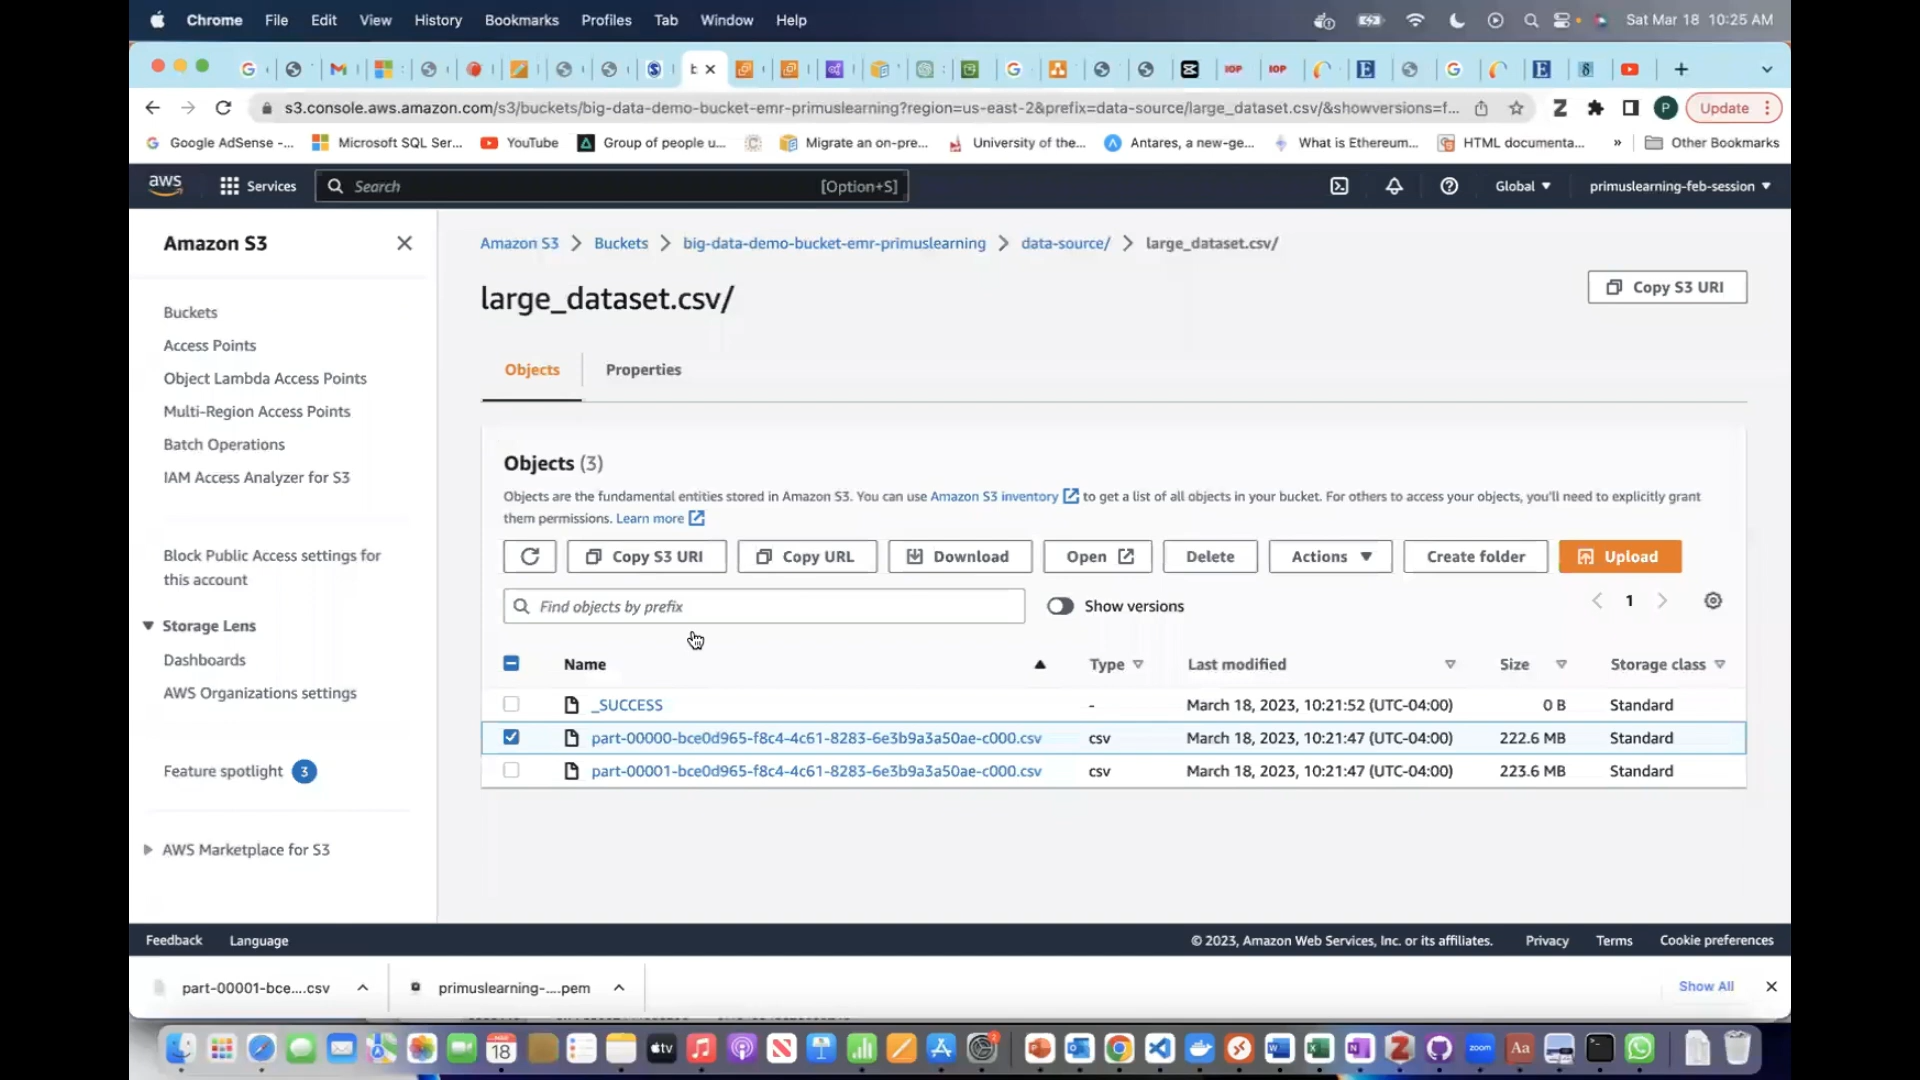 Chrome File Edit View History Bookmarks Profiles Tab Window Help Sat Mar 18 10:25 AM
s3.console.aws.amazon.com/s3/buckets/big-data-demo-bucket-emr-primuslearning?region=us-east-2&prefix=data-source/large_dataset.csv/&showversions=f... Update
Google AdSense -... Microsoft SQL Ser... YouTube Group of people u... Migrate an on-pre... University of the... Antares, a new-ge... What is Ethereum... HTML documenta... » Other Bookmarks
aws Services Search [Option+S] Global primuslearning-feb-session
Amazon S3
Buckets
Access Points
Object Lambda Access Points
Multi-Region Access Points
Batch Operations
IAM Access Analyzer for S3
Block Public Access settings for
this account
Storage Lens
Dashboards
AWS Organizations settings
Feature spotlight 3
AWS Marketplace for S3
Amazon S3 > Buckets > big-data-demo-bucket-emr-primuslearning > data-source/ > large_dataset.csv/
large_dataset.csv/
Copy S3 URI
Objects Properties
Objects (3)
Objects are the fundamental entities stored in Amazon S3. You can use Amazon S3 inventory to get a list of all objects in your bucket. For others to access your objects, you'll need to explicitly grant
them permissions. Learn more
Copy S3 URI Copy URL Download Open Delete Actions Create folder Upload
Find objects by prefix Show versions 1
Name Type Last modified Size Storage class
_SUCCESS - March 18, 2023, 10:21:52 (UTC-04:00) 0 B Standard
part-00000-bce0d965-f8c4-4c61-8283-6e3b9a3a50ae-c000.csv csv March 18, 2023, 10:21:47 (UTC-04:00) 222.6 MB Standard
part-00001-bce0d965-f8c4-4c61-8283-6e3b9a3a50ae-c000.csv csv March 18, 2023, 10:21:47 (UTC-04:00) 223.6 MB Standard
Feedback Language © 2023, Amazon Web Services, Inc. or its affiliates. Privacy Terms Cookie preferences
part-00001-bce....csv primuslearning-....pem Show All